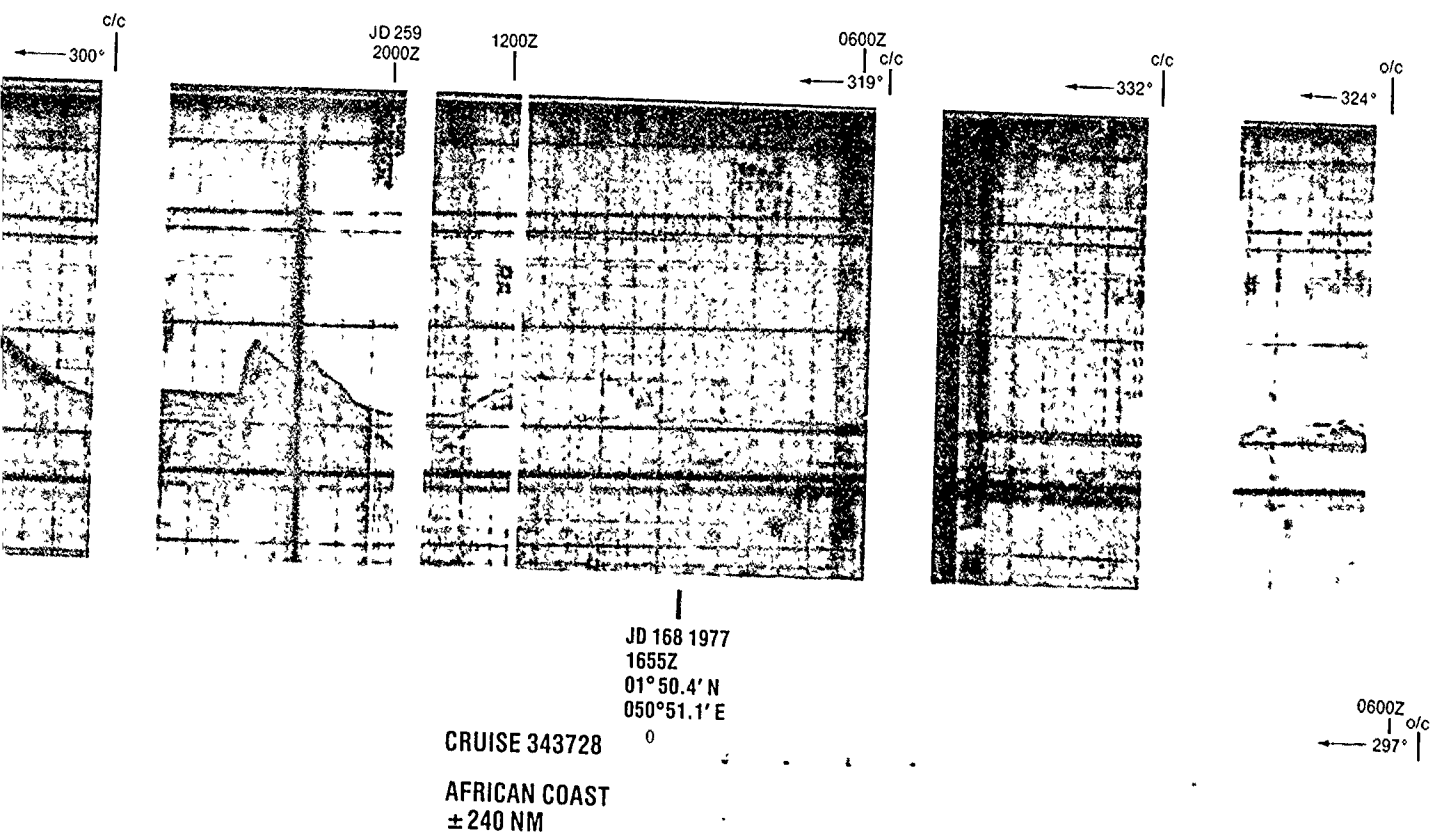 c/c
300°
JD 259
2000Z
1200Z
0600Z
c/c
319°
c/c
332°
o/c
324°
JD 168 1977
1655Z
01° 50.4' N
050°51.1' E
0
CRUISE 343728
AFRICAN COAST
± 240 NM
0600Z
o/c
297°